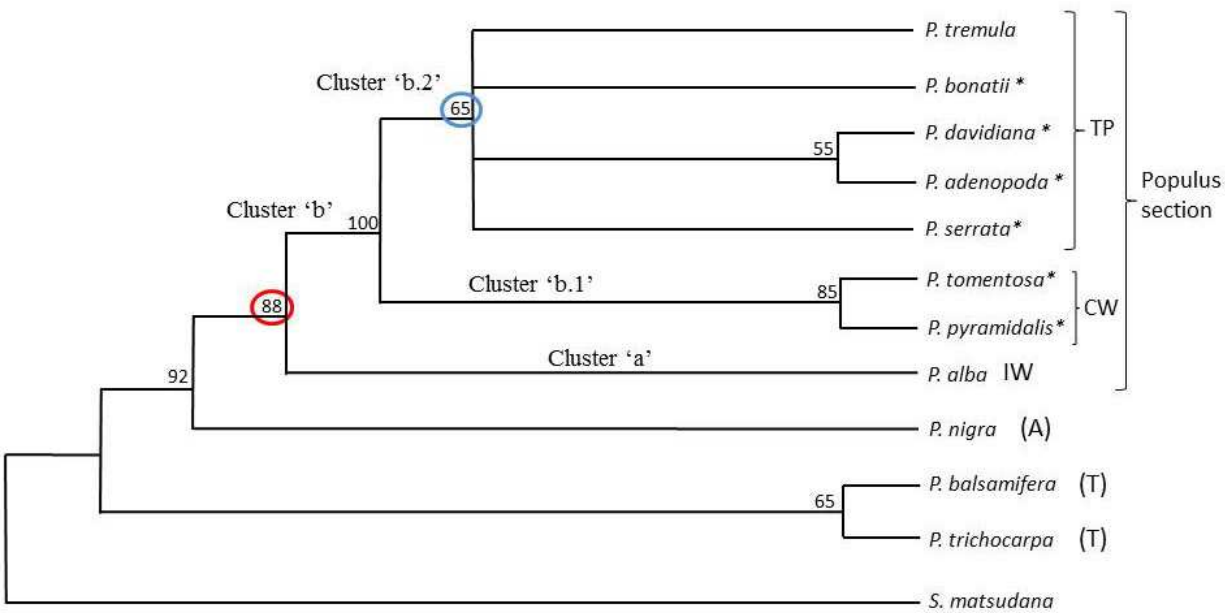 P. tremula
Cluster 'b.2'
65
P. bonatii *
P. davidiana *
TP
55
P. adenopoda *
Populus
section
Cluster 'b'
100
P. serrata*
Cluster 'b.1'
85
P. tomentosa*
CW
88
P. pyramidalis*
Cluster 'a'
P. alba IW
92
P. nigra (A)
P. balsamifera (T)
65
P. trichocarpa (T)
S. matsudana